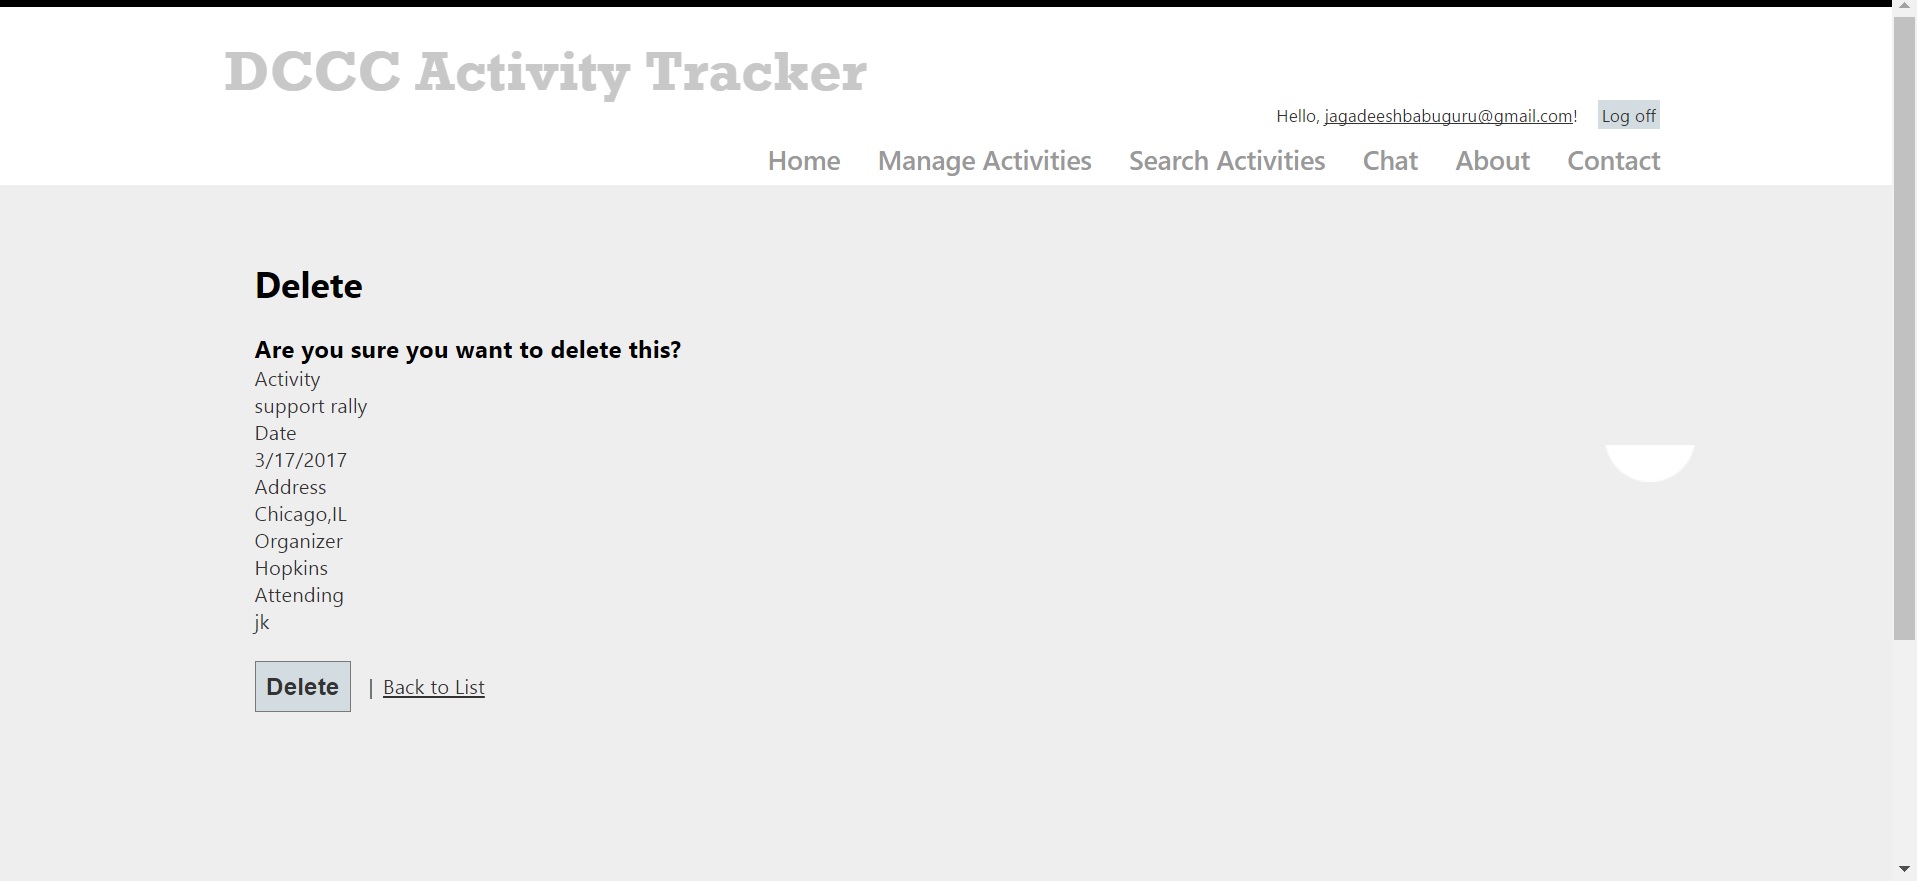 DCCC Activity Tracker
Hello, jagadeeshbabuguru@gmail.com! Log off
Home Manage Activities Search Activities Chat About Contact
Delete
Are you sure you want to delete this?
Activity
support rally
Date
3/17/2017
Address
Chicago,IL
Organizer
Hopkins
Attending
jk
Delete | Back to List